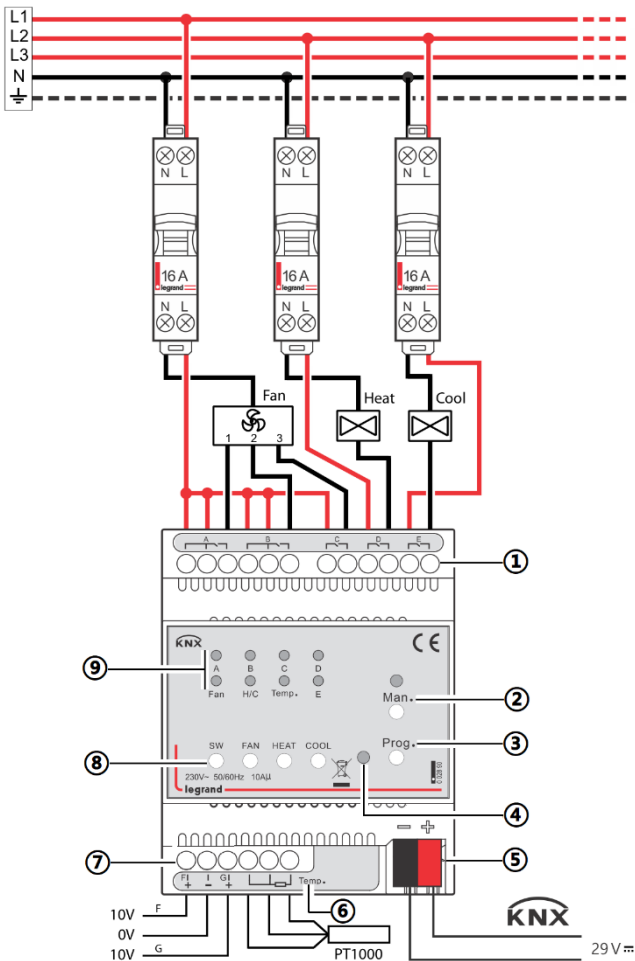 L1
L2
L3
N
N L
N L
N L
16 A
legrand
16 A
legrand
16 A
legrand
N L
N L
N L
Fan
Heat
Cool
1 2 3
A B C D E
1
KNX
CE
9
A B C D
Fan H/C Temp. E
Man.
2
Prog.
3
SW FAN HEAT COOL
8
230V~ 50/60Hz 10Aµ
legrand
4
7
5
F + - G +
Temp.
6
10V F
0V
10V G
PT1000
KNX
29 V